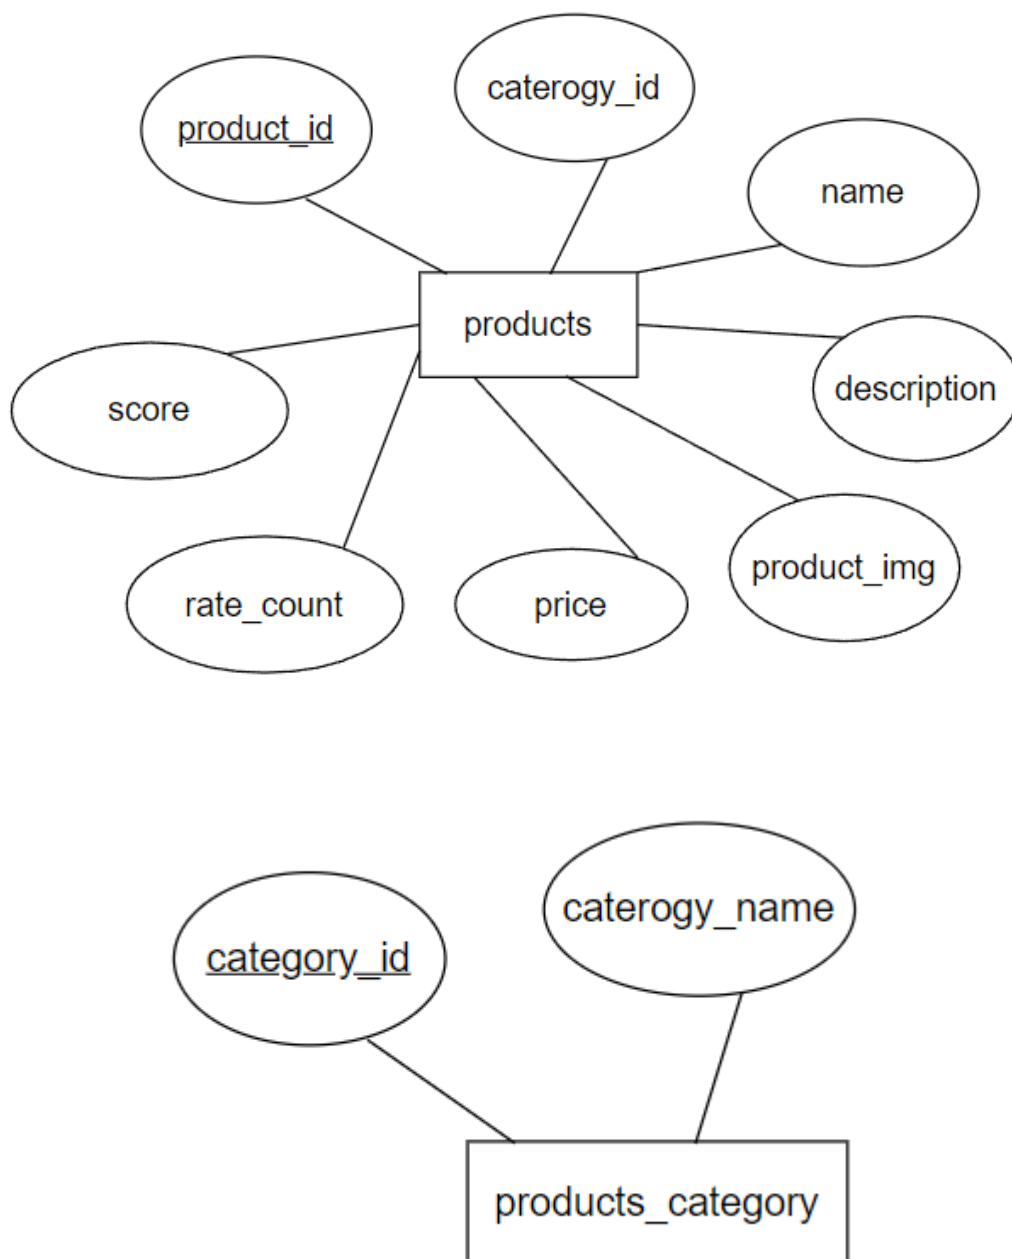 caterogy_id
product_id
name
products
description
score
product_img
rate_count
price
caterogy_name
category_id
products_category